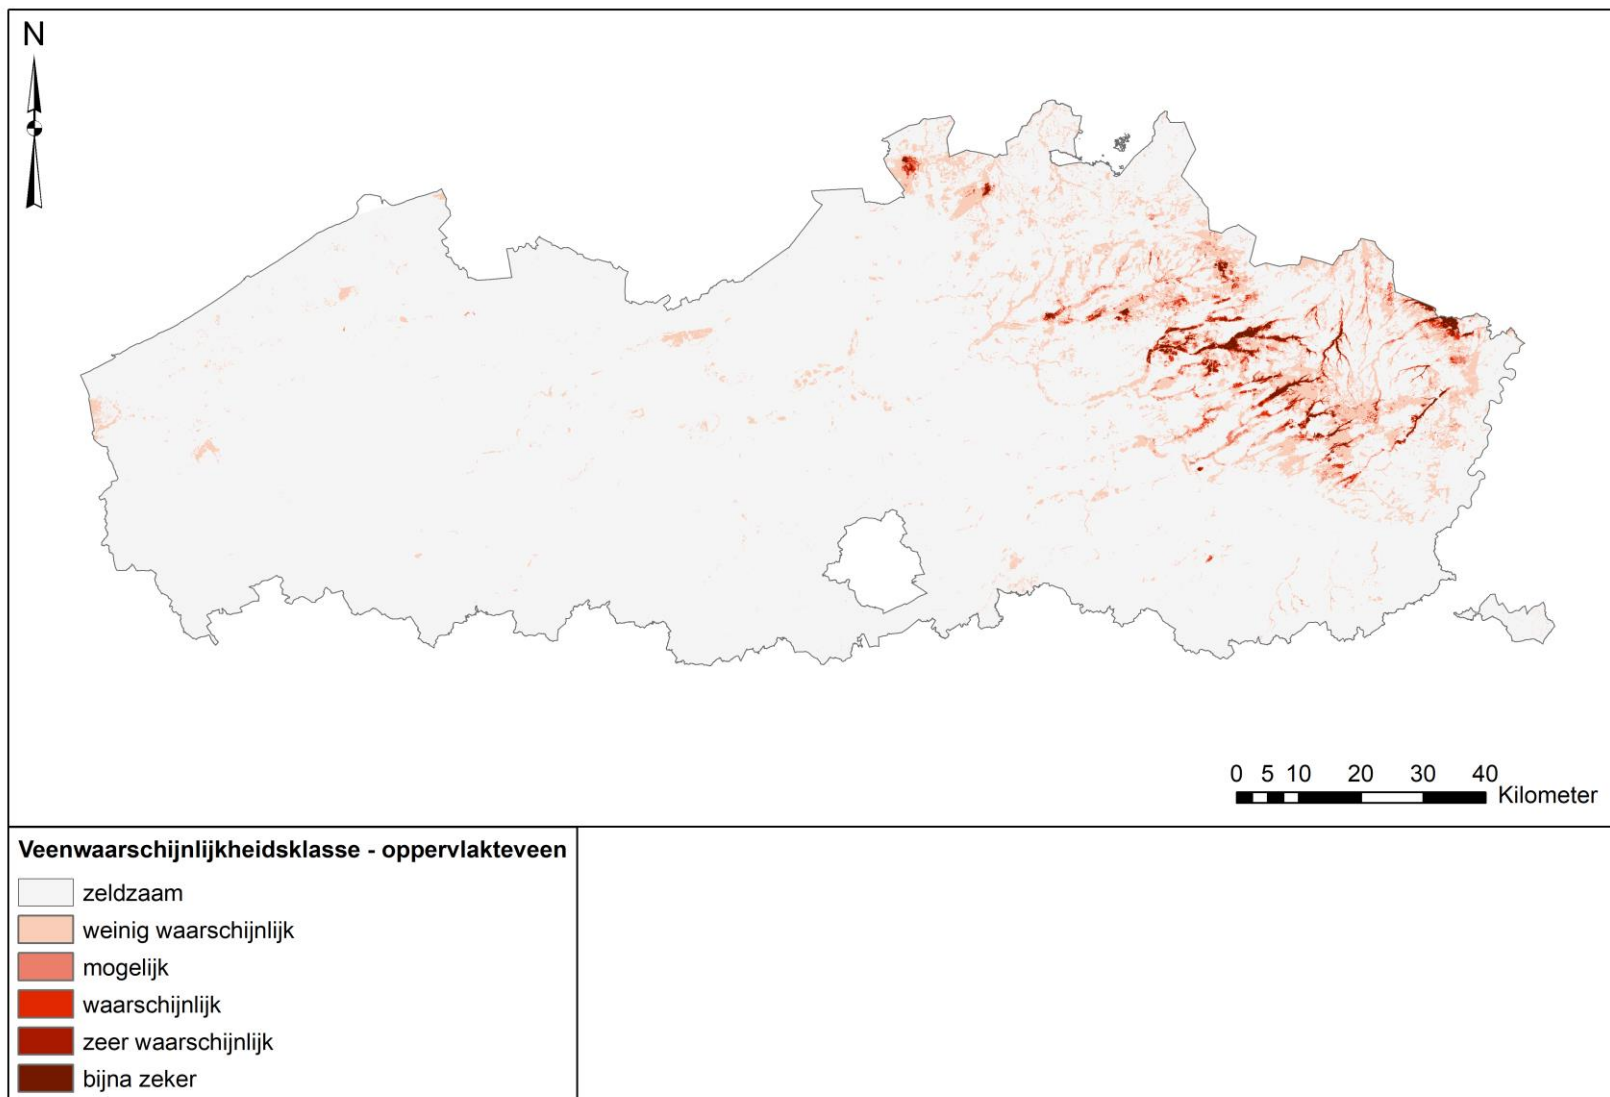 N
0 5 10 20 30 40
Kilometer
Veenwaarschijnlijkheidsklasse - oppervlakteveen
zeldzaam
weinig waarschijnlijk
mogelijk
waarschijnlijk
zeer waarschijnlijk
bijna zeker